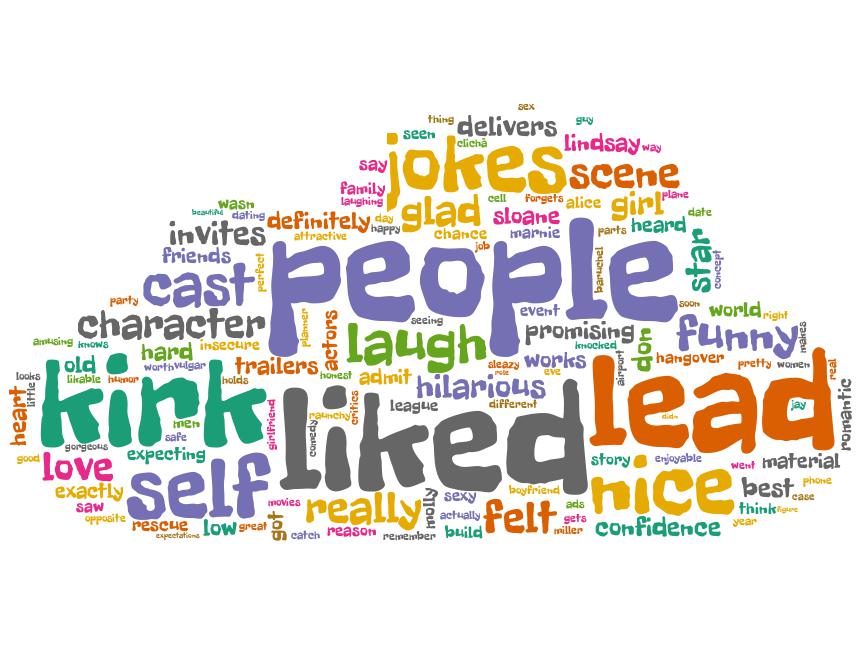 sex
thing delivers guy
seen clichã lindsay way
say jokes scene
family cell forgets alice girl plane
laughing glad sloane date
wasn
beautiful dating definitely day happy marnie parts heard
invites attractive chance job star
friends perfect people baruchel concept
cast soon
party event world right
character planner actors seeing promising funny makes
amusing knows hard insecure laugh knocked don
old worth vulgar trailers sleazy works airport hangover pretty women real
looks likable humor holds honest admit eve role
little kink hilarious lead romantic
heart men girlfriend liked comedy raunchy critics league different didn jay
gorgeous safe
good love expecting story enjoyable went material
exactly self nice best phone
saw movies really molly sexy boyfriend case
opposite rescue low great got catch reason remember actually build felt ads gets miller confidence think figure
expectations year